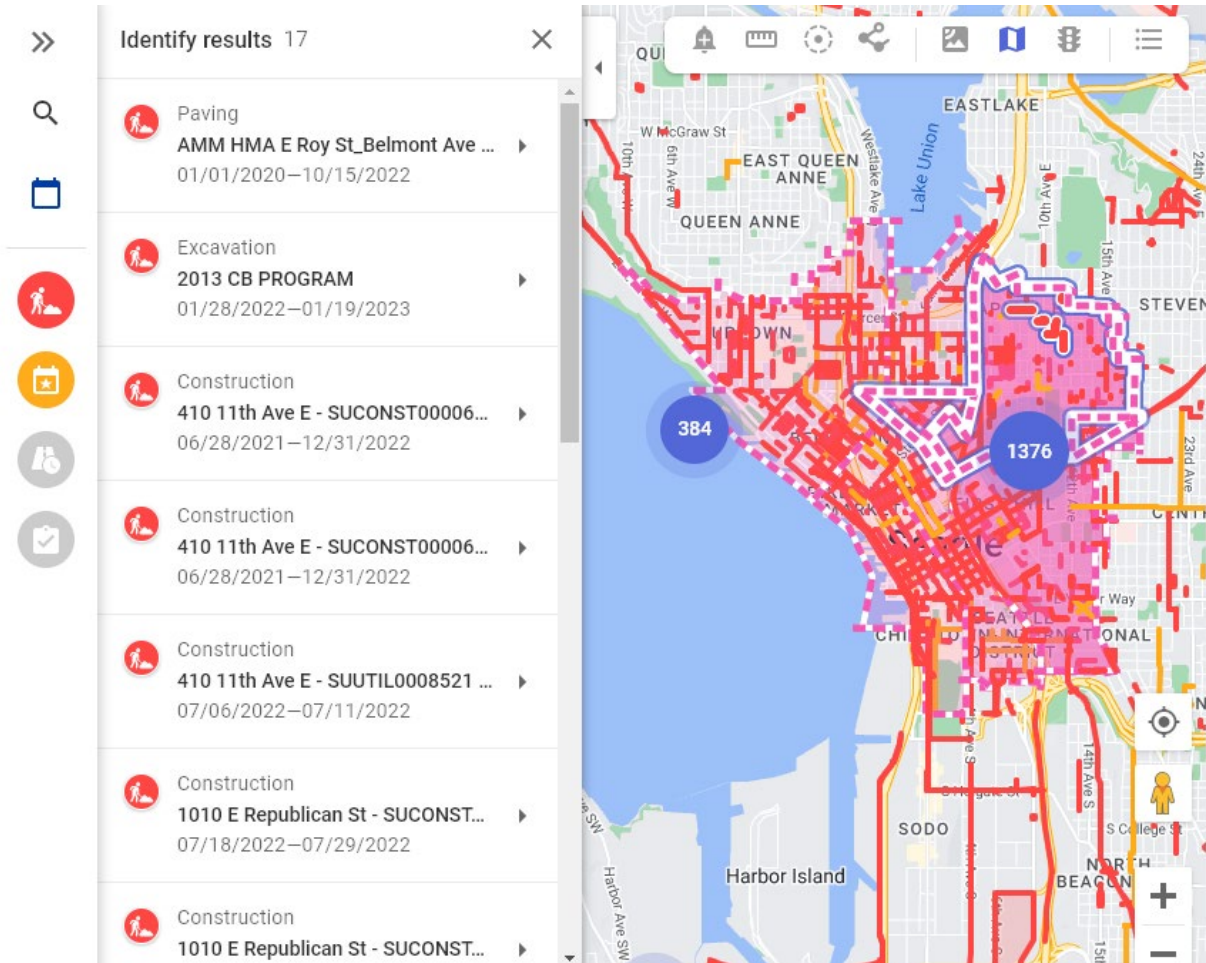 Identify results 17
Paving
AMM HMA E Roy St_Belmont Ave ...
01/01/2020—10/15/2022
Excavation
2013 CB PROGRAM
01/28/2022—01/19/2023
Construction
410 11th Ave E - SUCONST00006...
06/28/2021—12/31/2022
Construction
410 11th Ave E - SUCONST00006...
06/28/2021—12/31/2022
Construction
410 11th Ave E - SUUTIL0008521 ...
07/06/2022—07/11/2022
Construction
1010 E Republican St - SUCONST...
07/18/2022—07/29/2022
Construction
1010 E Republican St - SUCONST...
QU
EASTLAKE
W McGraw St
10th Ave W
6th Ave W
EAST QUEEN
ANNE
Westlake Ave
Lake Union
10th Ave E
24th Ave E
QUEEN ANNE
15th Ave
STEVEN
UPTOWN
384
1376
MARKET
23rd Ave
Seattle
SEATTLE
DISTRICT
14th Ave S
SODO
S College St
NORTH
BEACON
Harbor Island
Harbor Ave SW
15th